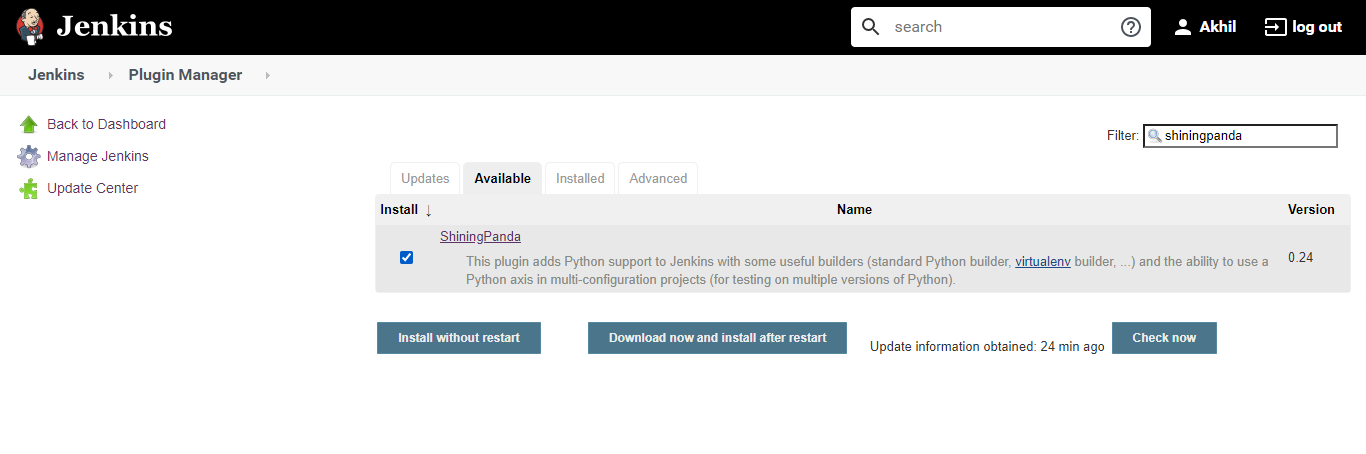 Jenkins
search
Akhil
log out
Jenkins
Plugin Manager
Back to Dashboard
Manage Jenkins
Update Center
Filter: shiningpanda
Updates Available Installed Advanced
Install ↓ Name Version
ShiningPanda
This plugin adds Python support to Jenkins with some useful builders (standard Python builder, virtualenv builder, ...) and the ability to use a
Python axis in multi-configuration projects (for testing on multiple versions of Python).
0.24
Install without restart
Download now and install after restart
Update information obtained: 24 min ago
Check now